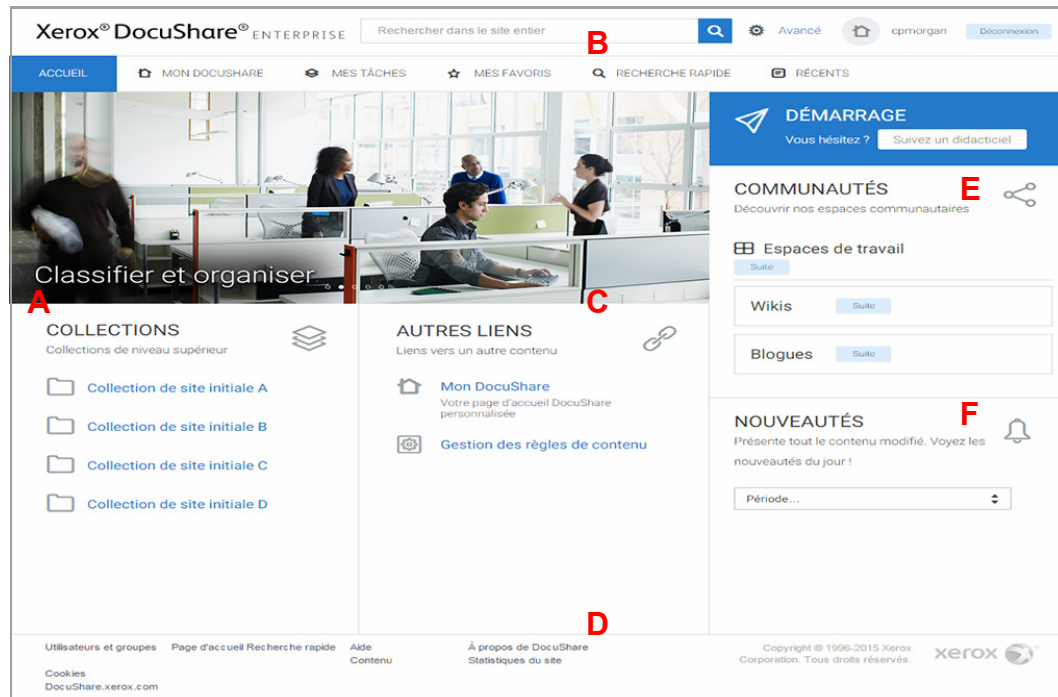 Xerox® DocuShare® ENTERPRISE
Rechercher dans le site entier
B
Avancé
cpmorgan
Déconnexion
ACCUEIL
MON DOCUSHARE
MES TÂCHES
MES FAVORIS
RECHERCHE RAPIDE
RÉCENTS
DÉMARRAGE
Vous hésitez ? Suivez un didacticiel
Classifier et organiser
A
C
COLLECTIONS
Collections de niveau supérieur
Collection de site initiale A
Collection de site initiale B
Collection de site initiale C
Collection de site initiale D
AUTRES LIENS
Liens vers un autre contenu
Mon DocuShare
Votre page d'accueil DocuShare
personnalisée
Gestion des règles de contenu
COMMUNAUTÉS
E
Découvrir nos espaces communautaires
Espaces de travail
Suite
Wikis Suite
Blogues Suite
NOUVEAUTÉS
F
Présente tout le contenu modifié. Voyez les
nouveautés du jour !
Période...
D
Utilisateurs et groupes
Page d'accueil Recherche rapide
Aide
Contenu
À propos de DocuShare
Statistiques du site
Cookies
DocuShare.xerox.com
Copyright © 1996-2015 Xerox
Corporation. Tous droits réservés.
xerox